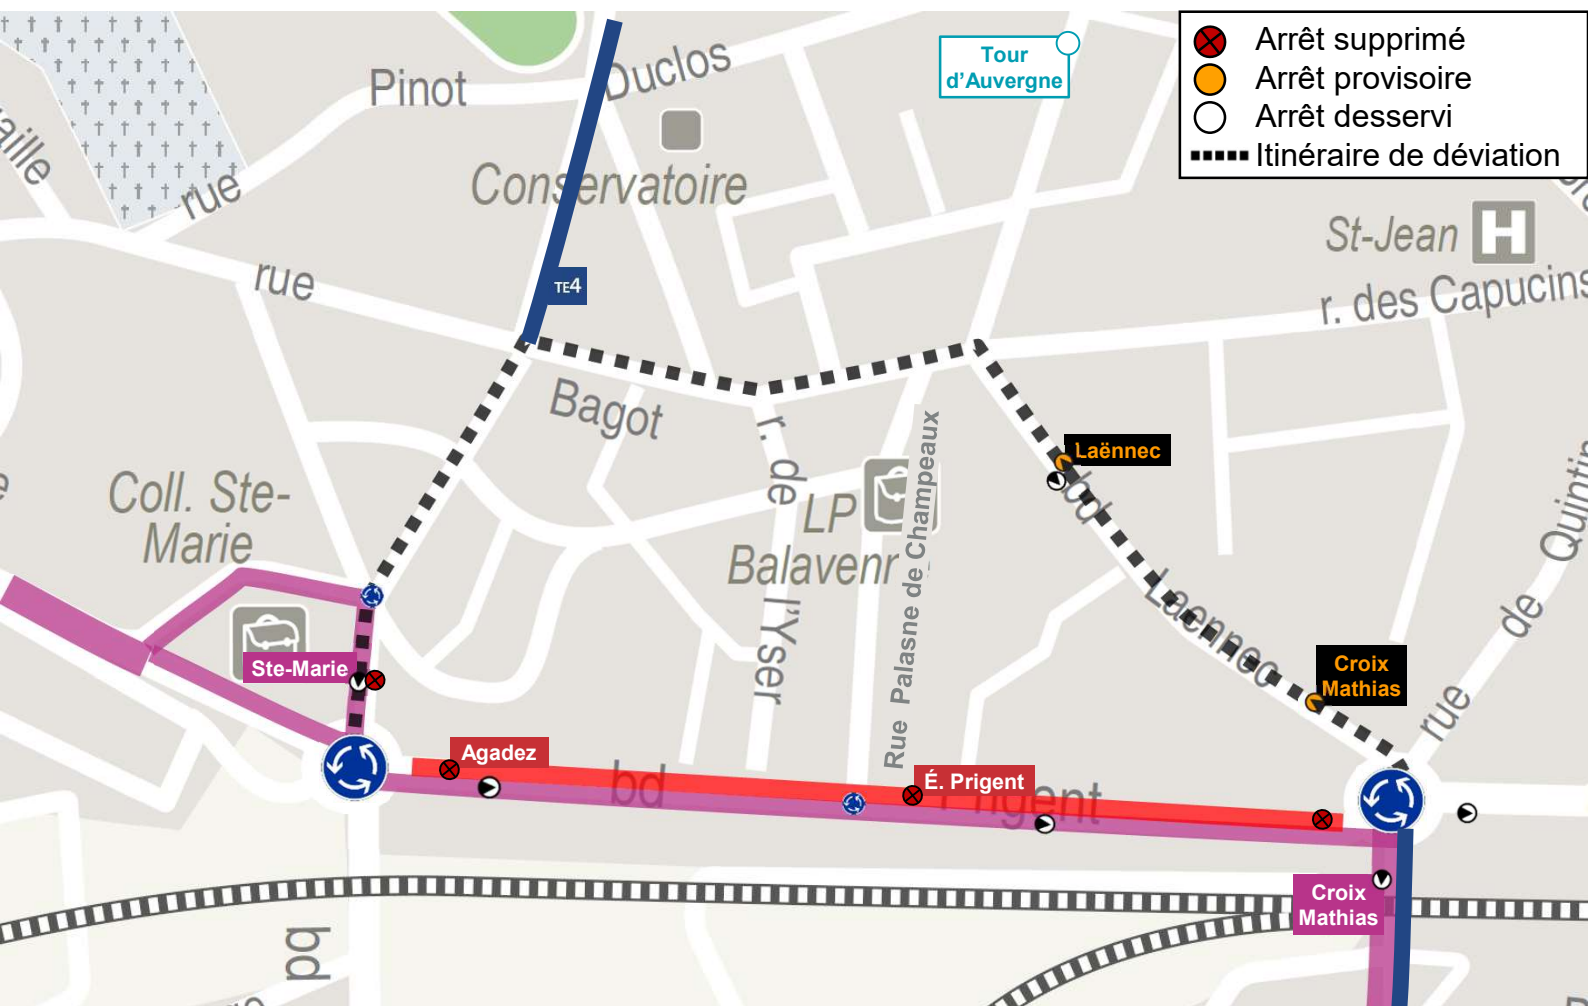 Arrêt supprimé
Arrêt provisoire
Arrêt desservi
Itinéraire de déviation
Tour
d'Auvergne
Pinot
Duclos
rue
Conservatoire
St-Jean H
r. des Capucins
rue
TE4
Bagot
r. de l'Yser
Laënnec
bd Laennec
Coll. Ste-
Marie
LP
Balavenn
Rue Palasne de Champeaux
rue de Quintin
Ste-Marie
Croix
Mathias
Agadez
É. Prigent
bd Prigent
Croix
Mathias
bd